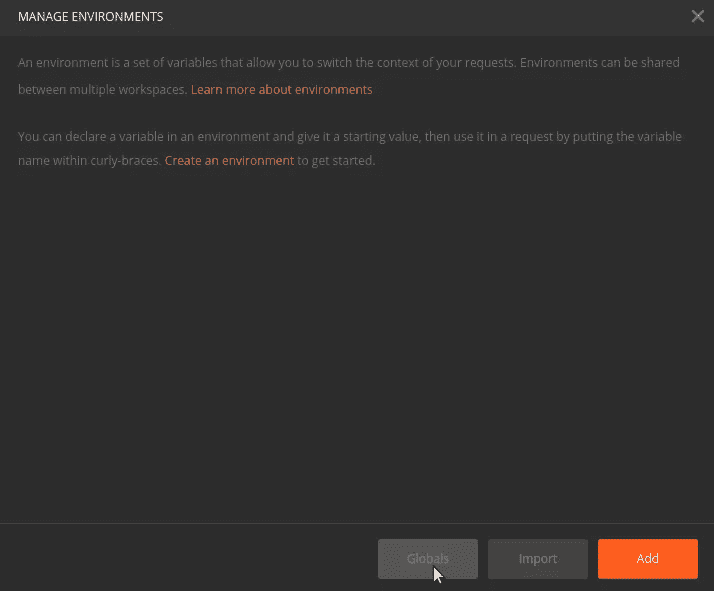 MANAGE ENVIRONMENTS
An environment is a set of variables that allow you to switch the context of your requests. Environments can be shared
between multiple workspaces. Learn more about environments
You can declare a variable in an environment and give it a starting value, then use it in a request by putting the variable
name within curly-braces. Create an environment to get started.
Globals Import Add